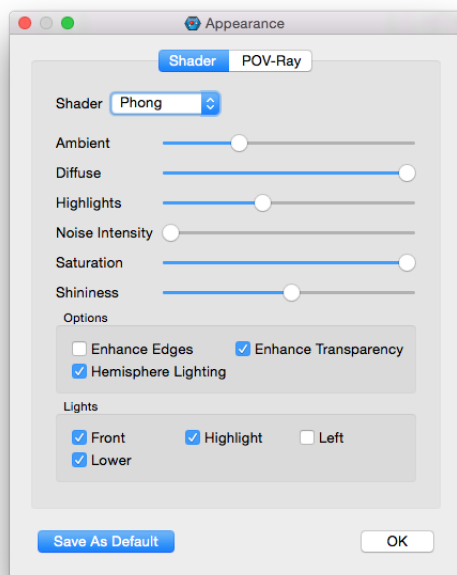 Appearance
Shader POV-Ray
Shader Phong
Ambient
Diffuse
Highlights
Noise Intensity
Saturation
Shininess
Options
Enhance Edges Enhance Transparency
Hemisphere Lighting
Lights
Front Highlight Left
Lower
Save As Default OK